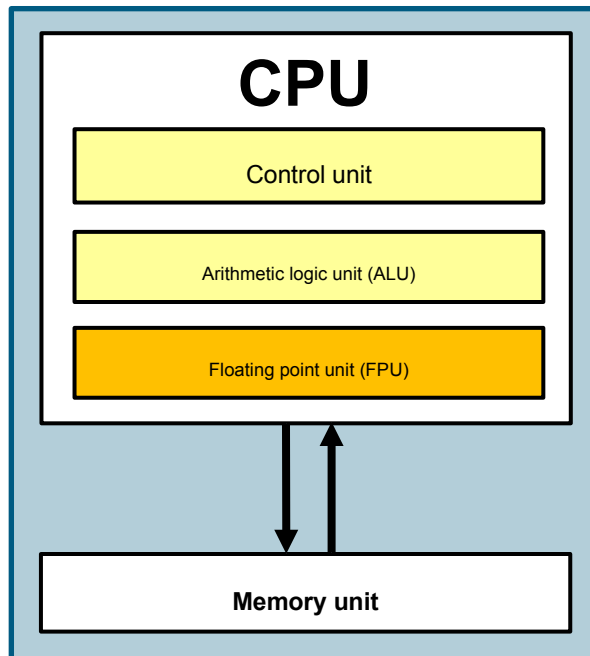 CPU
Control unit
Arithmetic logic unit (ALU)
Floating point unit (FPU)
Memory unit